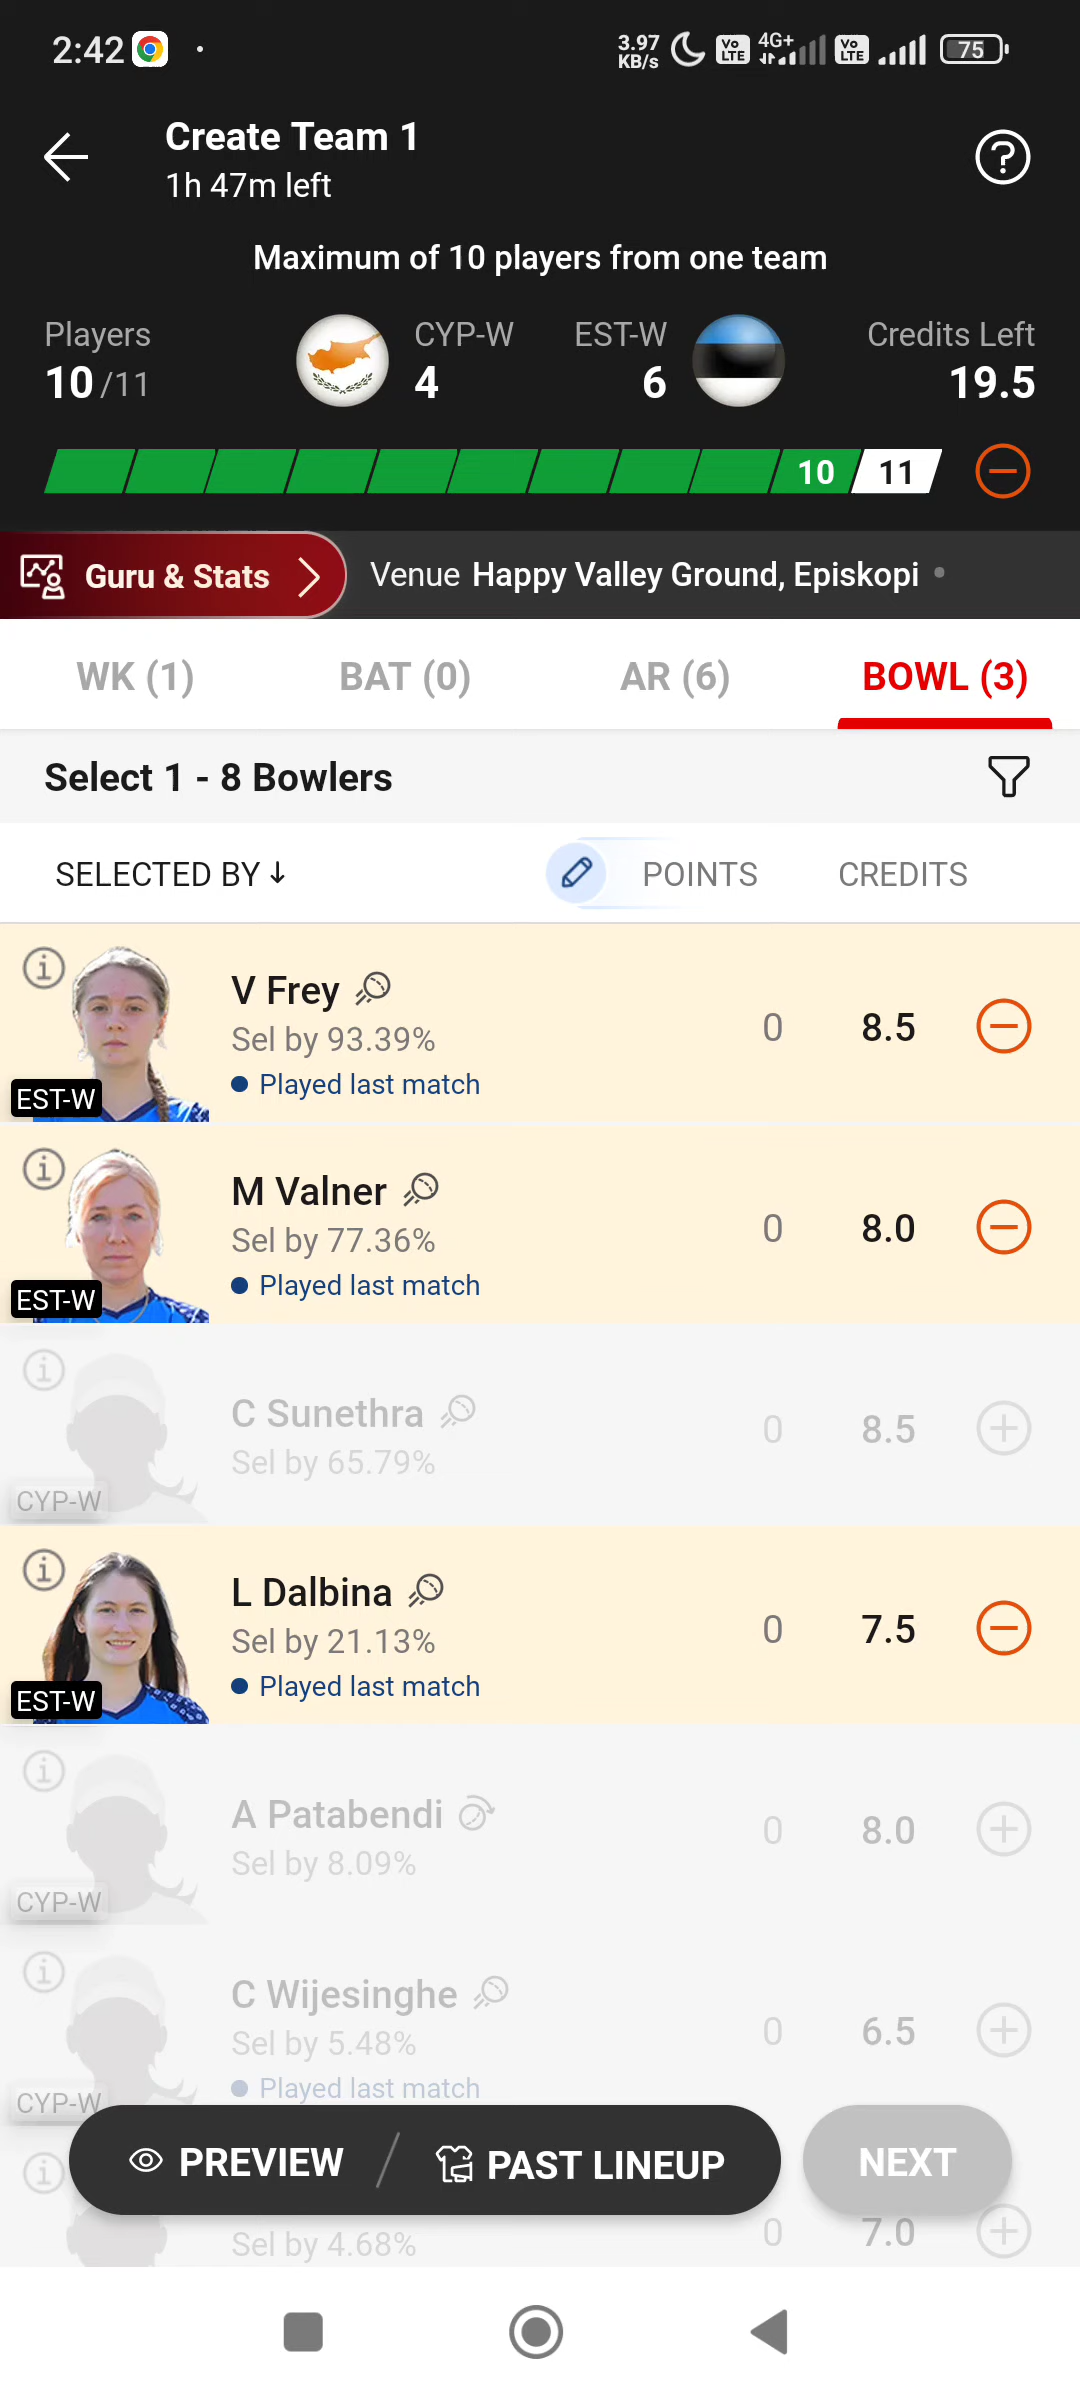 2:42
3.97 KB/s
Vo LTE
4G+
Vo LTE
75
Create Team 1
1h 47m left
Maximum of 10 players from one team
Players
10/11
CYP-W
4
EST-W
6
Credits Left
19.5
10
11
Guru & Stats
Venue Happy Valley Ground, Episkopi
WK (1)
BAT (0)
AR (6)
BOWL (3)
Select 1 - 8 Bowlers
SELECTED BY ↓
POINTS
CREDITS
V Frey
Sel by 93.39%
Played last match
EST-W
0
8.5
M Valner
Sel by 77.36%
Played last match
EST-W
0
8.0
C Sunethra
Sel by 65.79%
CYP-W
0
8.5
L Dalbina
Sel by 21.13%
Played last match
EST-W
0
7.5
A Patabendi
Sel by 8.09%
CYP-W
0
8.0
C Wijesinghe
Sel by 5.48%
Played last match
CYP-W
0
6.5
PREVIEW
PAST LINEUP
NEXT
Sel by 4.68%
0
7.0